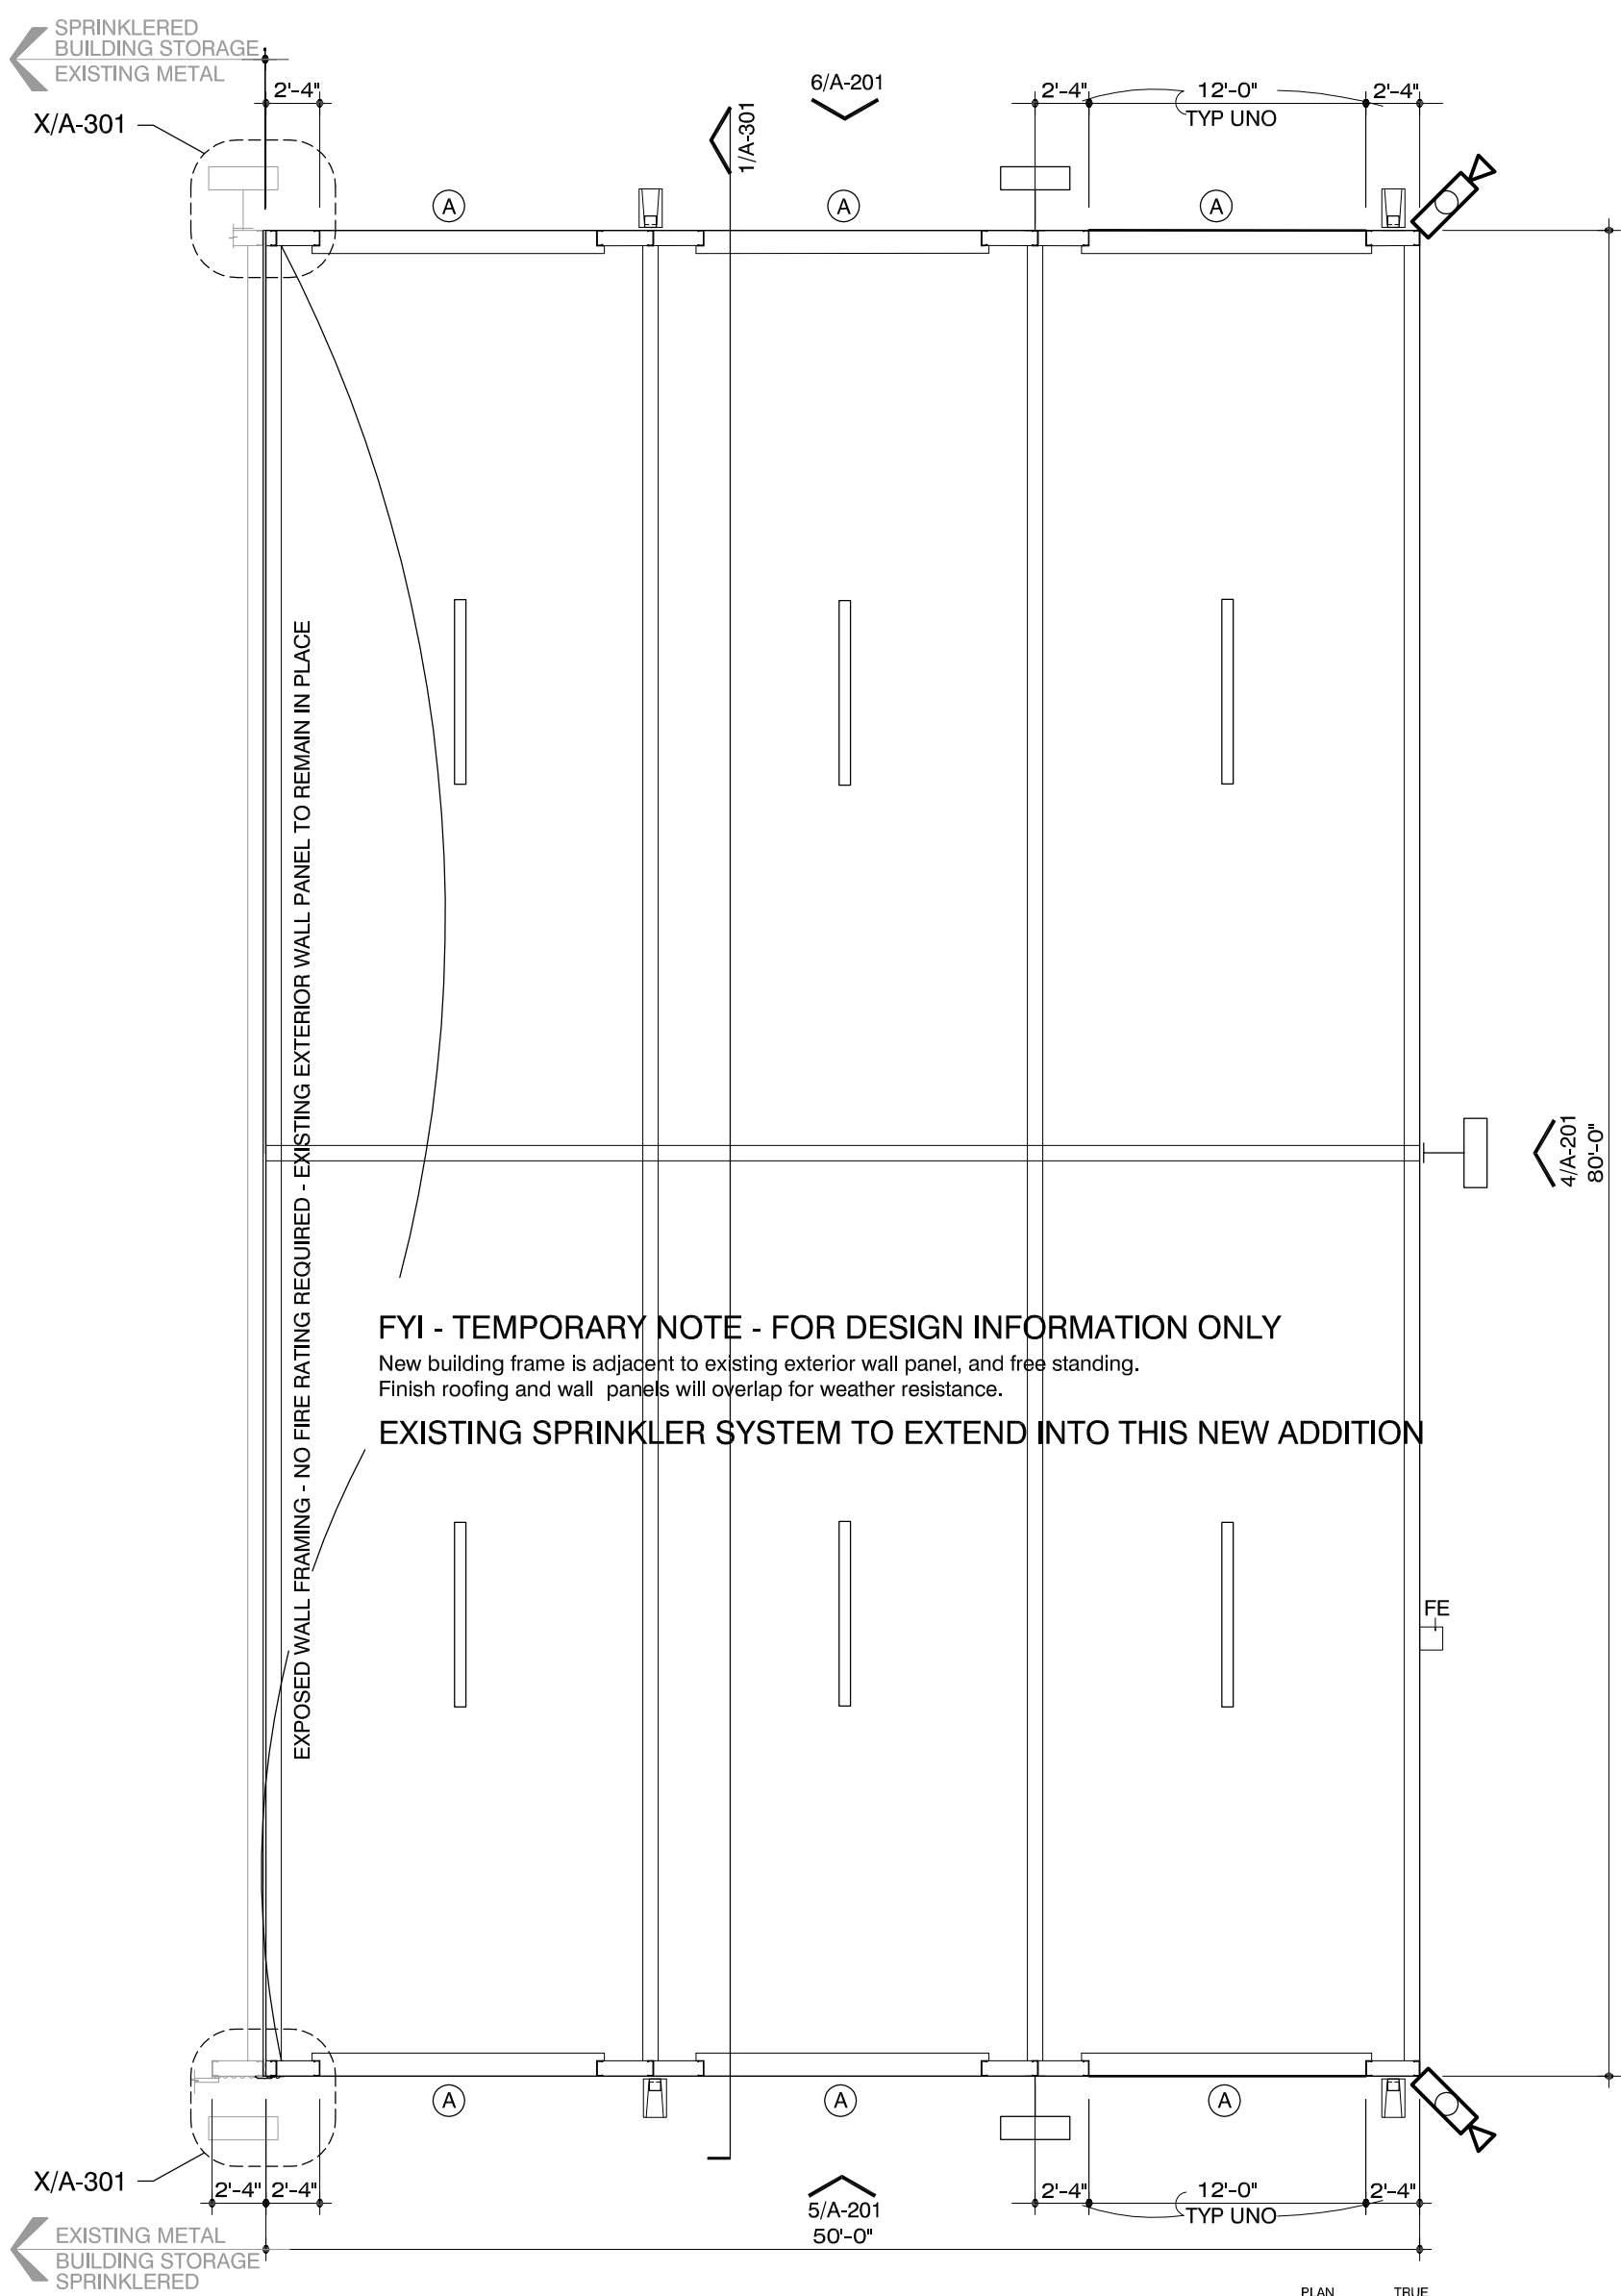 SPRINKLERED
BUILDING STORAGE
EXISTING METAL
2'-4"
6/A-201
2'-4"
12'-0"
2'-4"
TYP UNO
X/A-301
1/A-301
A
A
A
EXPOSED WALL FRAMING - NO FIRE RATING REQUIRED - EXISTING EXTERIOR WALL PANEL TO REMAIN IN PLACE
4/A-201
80'-0"
FYI - TEMPORARY NOTE - FOR DESIGN INFORMATION ONLY
New building frame is adjacent to existing exterior wall panel, and free standing.
Finish roofing and wall panels will overlap for weather resistance.
EXISTING SPRINKLER SYSTEM TO EXTEND INTO THIS NEW ADDITION
FE
A
A
A
X/A-301
2'-4"
2'-4"
5/A-201
50'-0"
2'-4"
12'-0"
2'-4"
TYP UNO
EXISTING METAL
BUILDING STORAGE
SPRINKLERED
PLAN
TRUE